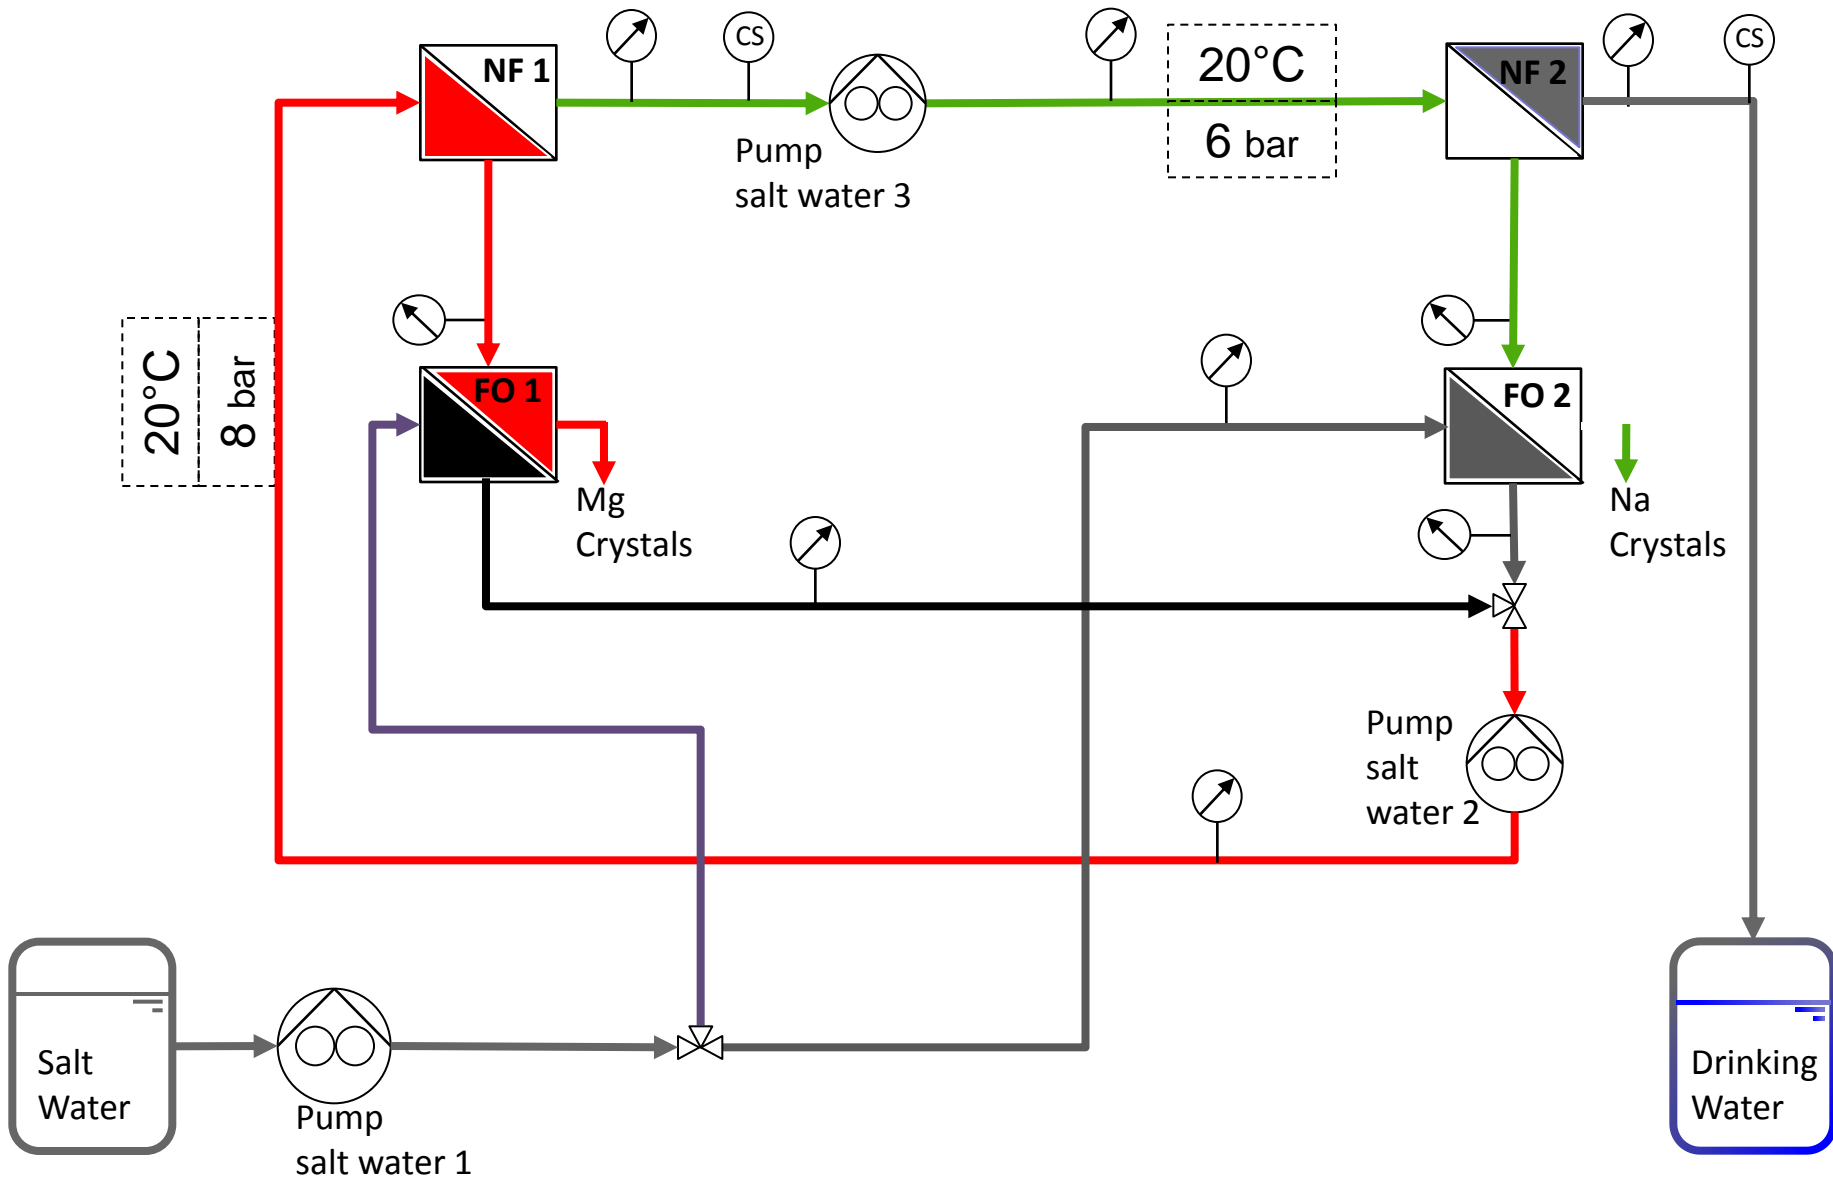 NF 1
CS
20°C
6 bar
NF 2
CS
Pump
salt water 3
20°C
8 bar
FO 1
Mg
Crystals
FO 2
Na
Crystals
Pump
salt
water 2
Salt
Water
Pump
salt water 1
Drinking
Water